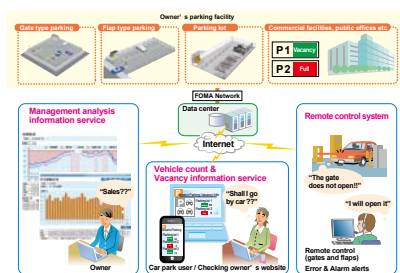 Owner's parking facility
Gate type parking
Flap type parking
Parking lot
Commercial facilities, public offices etc
P1 Vacancy
P2 Full
FOMA Network
Data center
Internet
Management analysis
information service
"Sales??"
Owner
Vehicle count &
Vacancy information service
"Shall I go
by car??"
Car park user / Checking owner's website
Remote control system
"The gate
does not open!!"
"I will open it"
Remote control
(gates and flaps)
Error & Alarm alerts